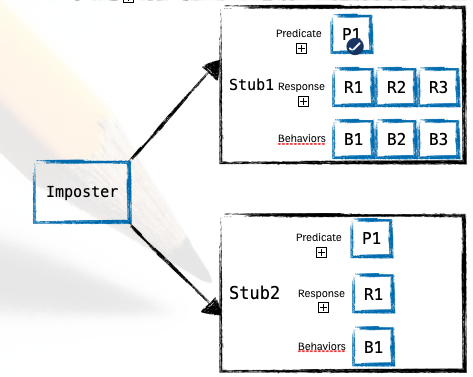 Predicate P1
Stub1 Response R1 R2 R3
Behaviors B1 B2 B3
Imposter
Predicate P1
Stub2 Response R1
Behaviors B1